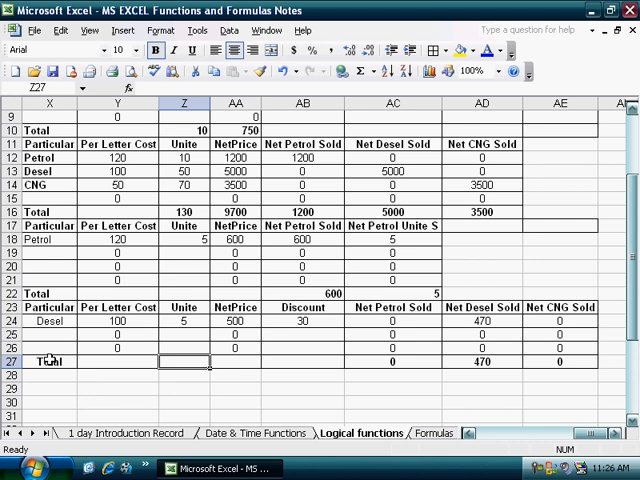 Microsoft Excel - MS EXCEL Functions and Formulas Notes
File Edit View Insert Format Tools Data Window Help Type a question for help
Arial 10 B I U $ % ,
100%
Z27 fx
X Y Z AA AB AC AD AE
9 0 0
10 Total 10 750
11 Particular Per Letter Cost Unite NetPrice Net Petrol Sold Net Desel Sold Net CNG Sold
12 Petrol 120 10 1200 1200 0 0
13 Desel 100 50 5000 0 5000 0
14 CNG 50 70 3500 0 0 3500
15 0 0 0 0 0
16 Total 130 9700 1200 5000 3500
17 Particular Per Letter Cost Unite NetPrice Net Petrol Sold Net Petrol Unite S
18 Petrol 120 5 600 600 5
19 0 0 0 0
20 0 0 0 0
21 0 0 0 0
22 Total 600 5
23 Particular Per Letter Cost Unite NetPrice Discount Net Petrol Sold Net Desel Sold Net CNG Sold
24 Desel 100 5 500 30 0 470 0
25 0 0 0 0 0
26 0 0 0 0 0
27 Total 0 470 0
28
29
30
31
1 day Introduction Record Date & Time Functions Logical functions Formulas
Ready NUM
start Microsoft Excel - MS ... 11:26 AM